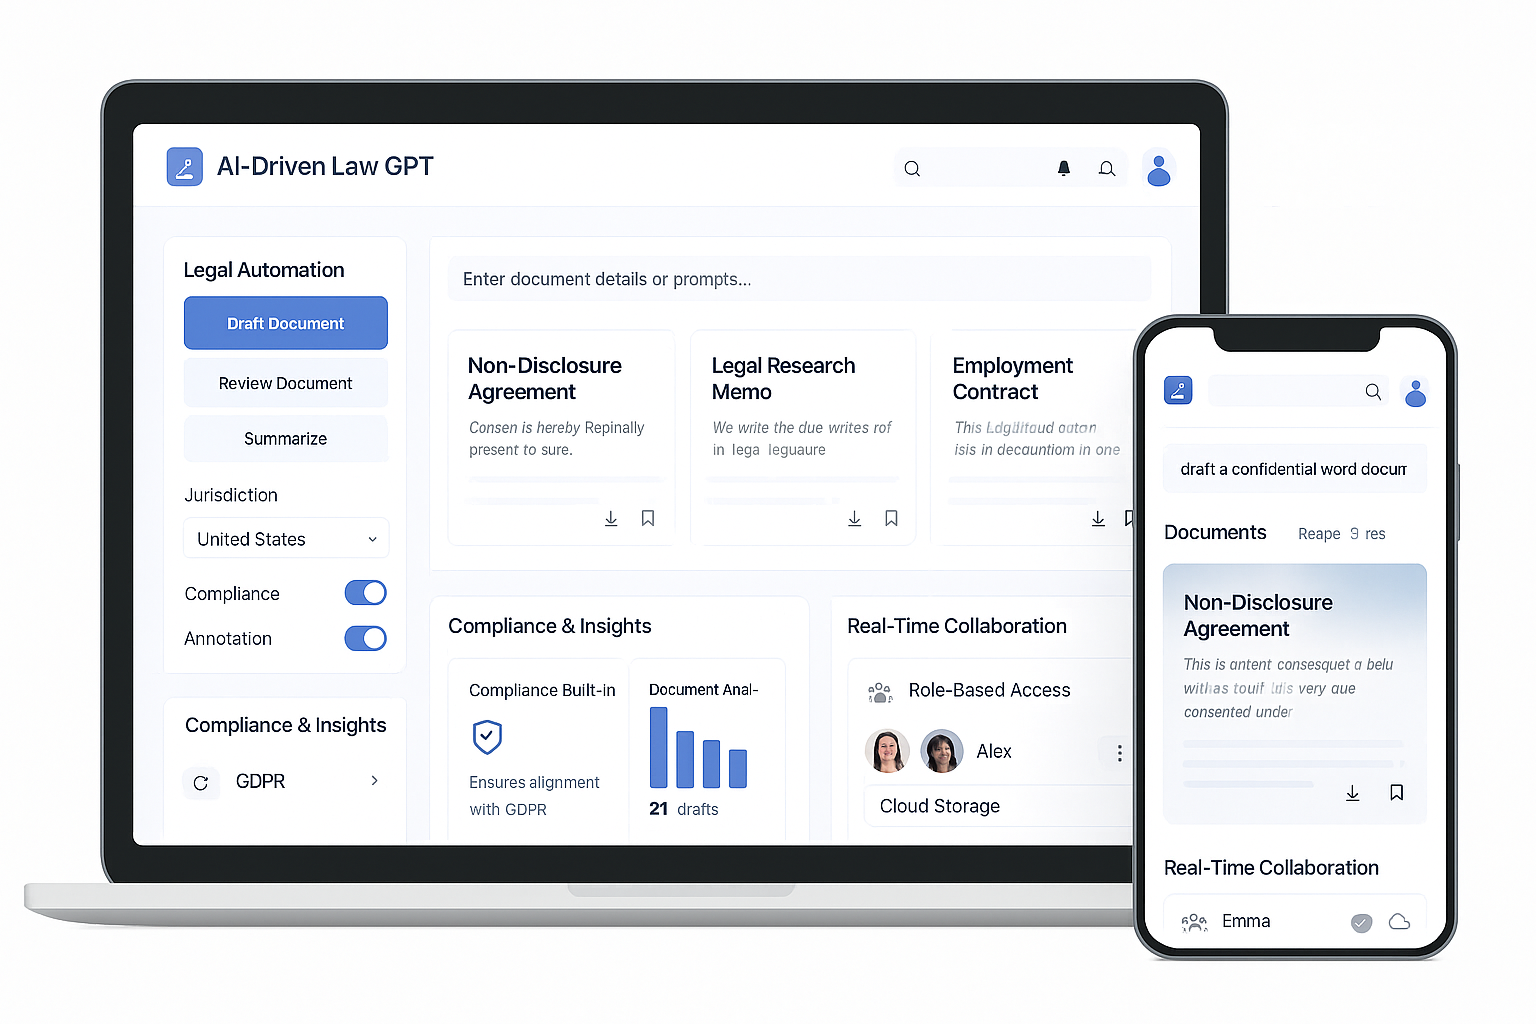 AI-Driven Law GPT
Legal Automation
Draft Document
Review Document
Summarize
Jurisdiction
United States
Compliance
Annotation
Compliance & Insights
GDPR
Enter document details or prompts...
Non-Disclosure
Agreement
Consen is hereby Repinally
present to sure.
Legal Research
Memo
We write the due writes rof
in lega leguaure
Employment
Contract
This
isis in decauntiom in one
Compliance & Insights
Compliance Built-in
Ensures alignment
with GDPR
Document Anal-
21 drafts
Real-Time Collaboration
Role-Based Access
Alex
Cloud Storage
draft a confidential word docum
Documents
Reape 9 res
Non-Disclosure
Agreement
This is antent consesquet a belu
very aue
consented under
Real-Time Collaboration
Emma